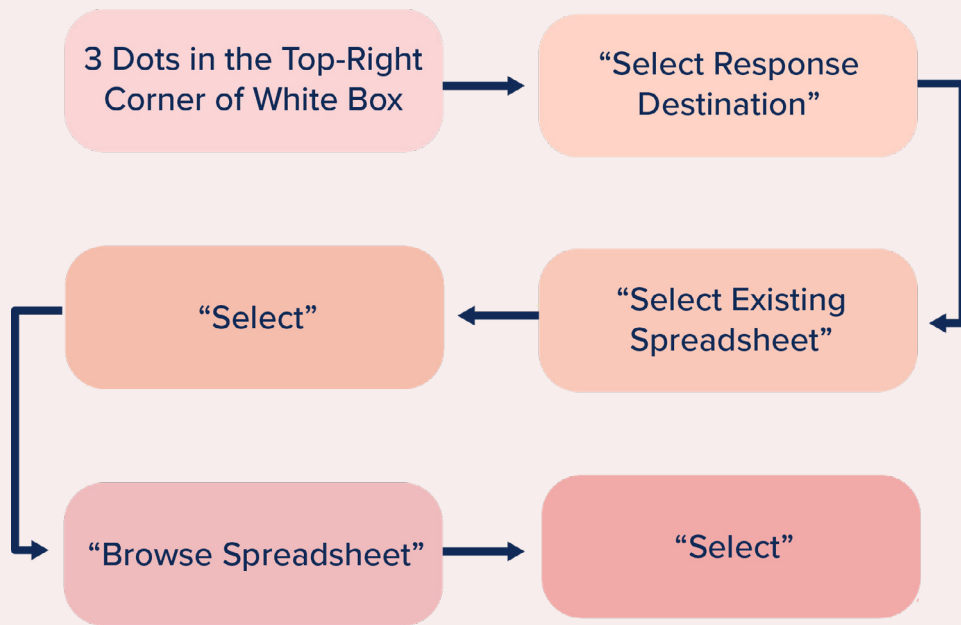 3 Dots in the Top-Right
Corner of White Box
“Select Response
Destination”
“Select Existing
Spreadsheet”
“Select”
“Browse Spreadsheet”
“Select”